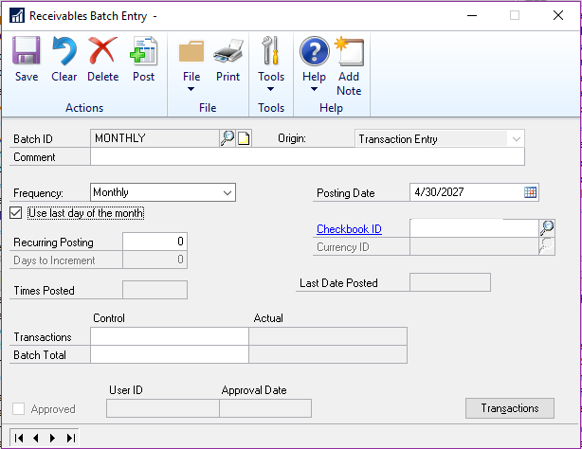 Receivables Batch Entry -
Save Clear Delete Post File Print Tools Help Add Note
Actions File Tools Help
Batch ID MONTHLY Origin: Transaction Entry
Comment
Frequency: Monthly Posting Date 4/30/2027
Use last day of the month
Checkbook ID
Recurring Posting 0
Currency ID
Days to Increment 0
Last Date Posted
Times Posted
Control Actual
Transactions
Batch Total
User ID Approval Date
Approved Transactions